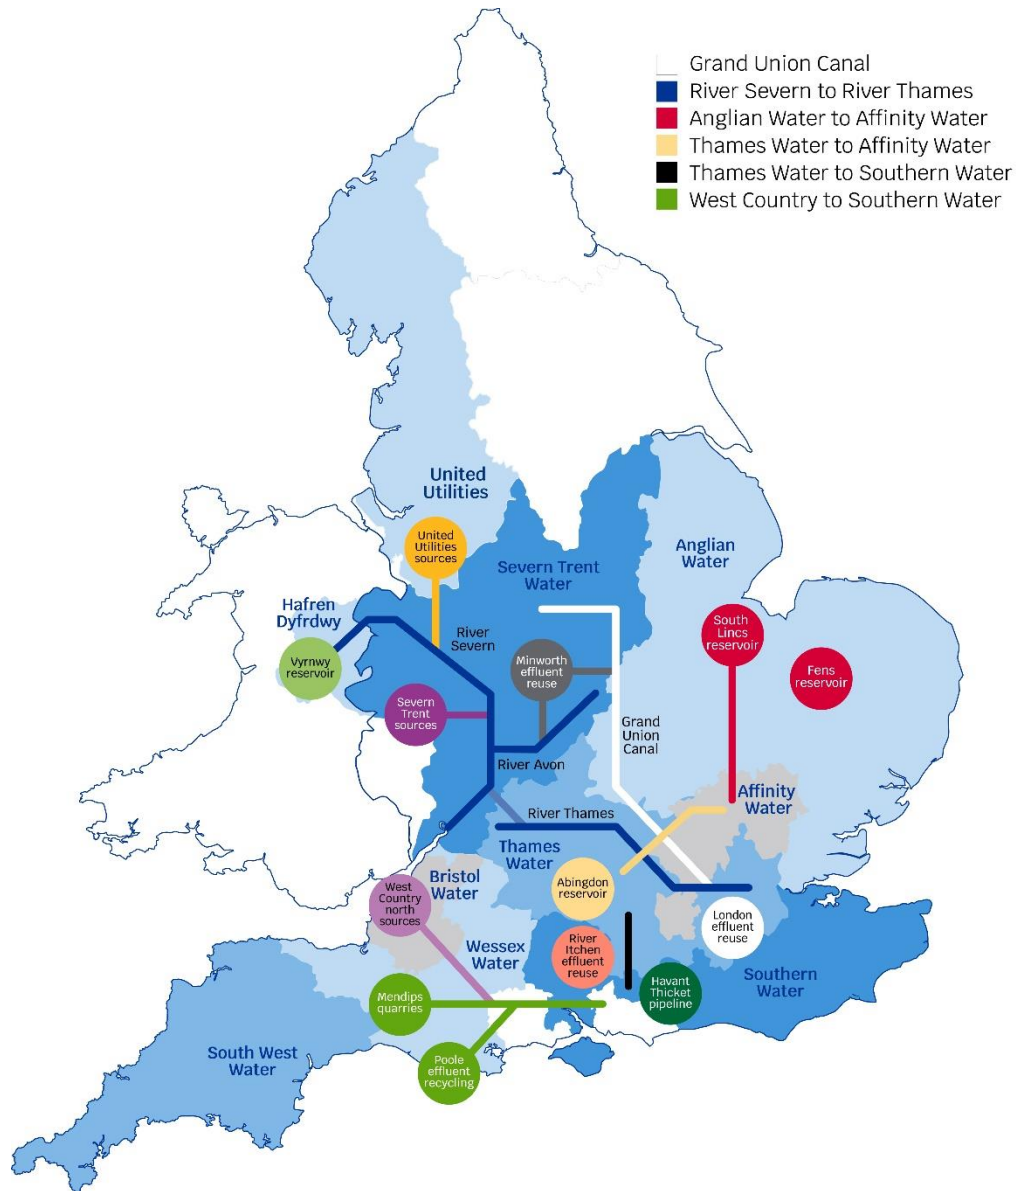 Grand Union Canal
River Severn to River Thames
Anglian Water to Affinity Water
Thames Water to Affinity Water
Thames Water to Southern Water
West Country to Southern Water
United
Utilities
United
Utilities
sources
Severn Trent
Water
Anglian
Water
Hafren
Dyfrdwy
River
Severn
South
Lincs
reservoir
Vyrnwy
reservoir
Minworth
effluent
reuse
Fens
reservoir
Severn
Trent
sources
Grand
Union
Canal
River Avon
Affinity
Water
River Thames
Thames
Water
Bristol
Water
West
Country
north
sources
Abingdon
reservoir
London
effluent
reuse
Wessex
Water
River
Itchen
effluent
reuse
Southern
Water
Havant
Thicket
pipeline
Mendips
quarries
South West
Water
Poole
effluent
recycling